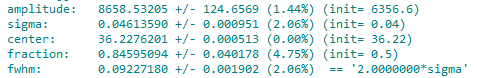 amplitude: 8658.53205 +/- 124.6569 (1.44%) (init= 6356.6)
sigma: 0.04613590 +/- 0.000951 (2.06%) (init= 0.04)
center: 36.2276201 +/- 0.000513 (0.00%) (init= 36.22)
fraction: 0.84595094 +/- 0.040178 (4.75%) (init= 0.5)
fwhm: 0.09227180 +/- 0.001902 (2.06%) == '2.0000000*sigma'